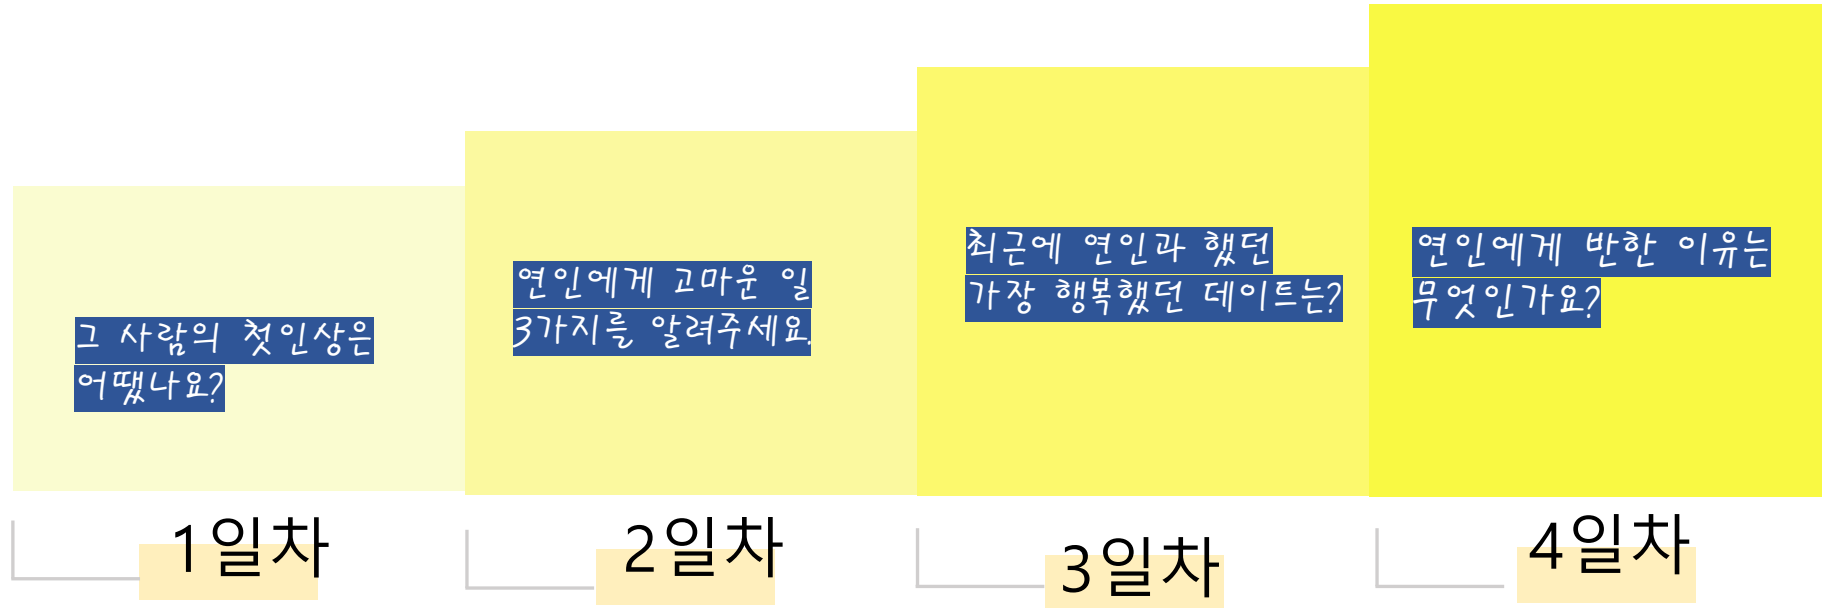 그 사람의 첫인상은
어땠나요?
1일차
연인에게 고마운 일
3가지를 알려주세요.
2일차
최근에 연인과 했던
가장 행복했던 데이트는?
3일차
연인에게 반한 이유는
무엇인가요?
4일차